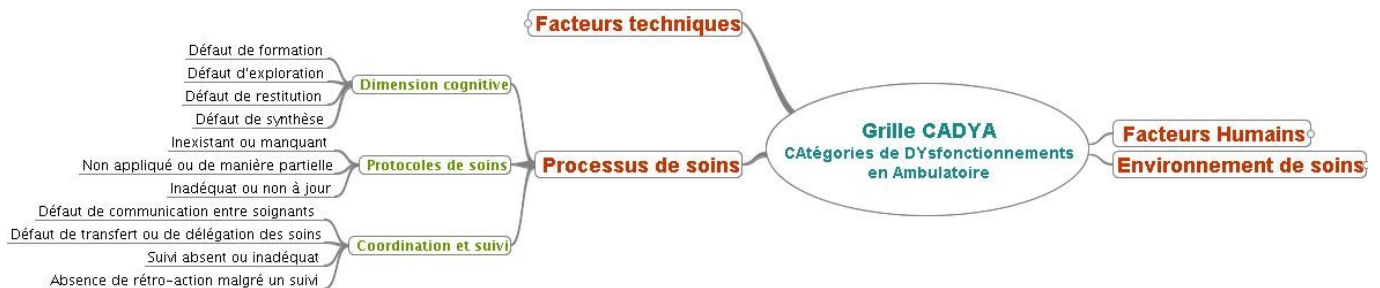 Facteurs techniques
Défaut de formation
Défaut d'exploration
Défaut de restitution
Défaut de synthèse
Dimension cognitive
Inexistant ou manquant
Non appliqué ou de manière partielle
Inadéquat ou non à jour
Protocoles de soins
Défaut de communication entre soignants
Défaut de transfert ou de délégation des soins
Suivi absent ou inadéquat
Absence de rétro-action malgré un suivi
Coordination et suivi
Processus de soins
Grille CADYA
CAtégories de DYsfonctionnements
en Ambulatoire
Facteurs Humains
Environnement de soins